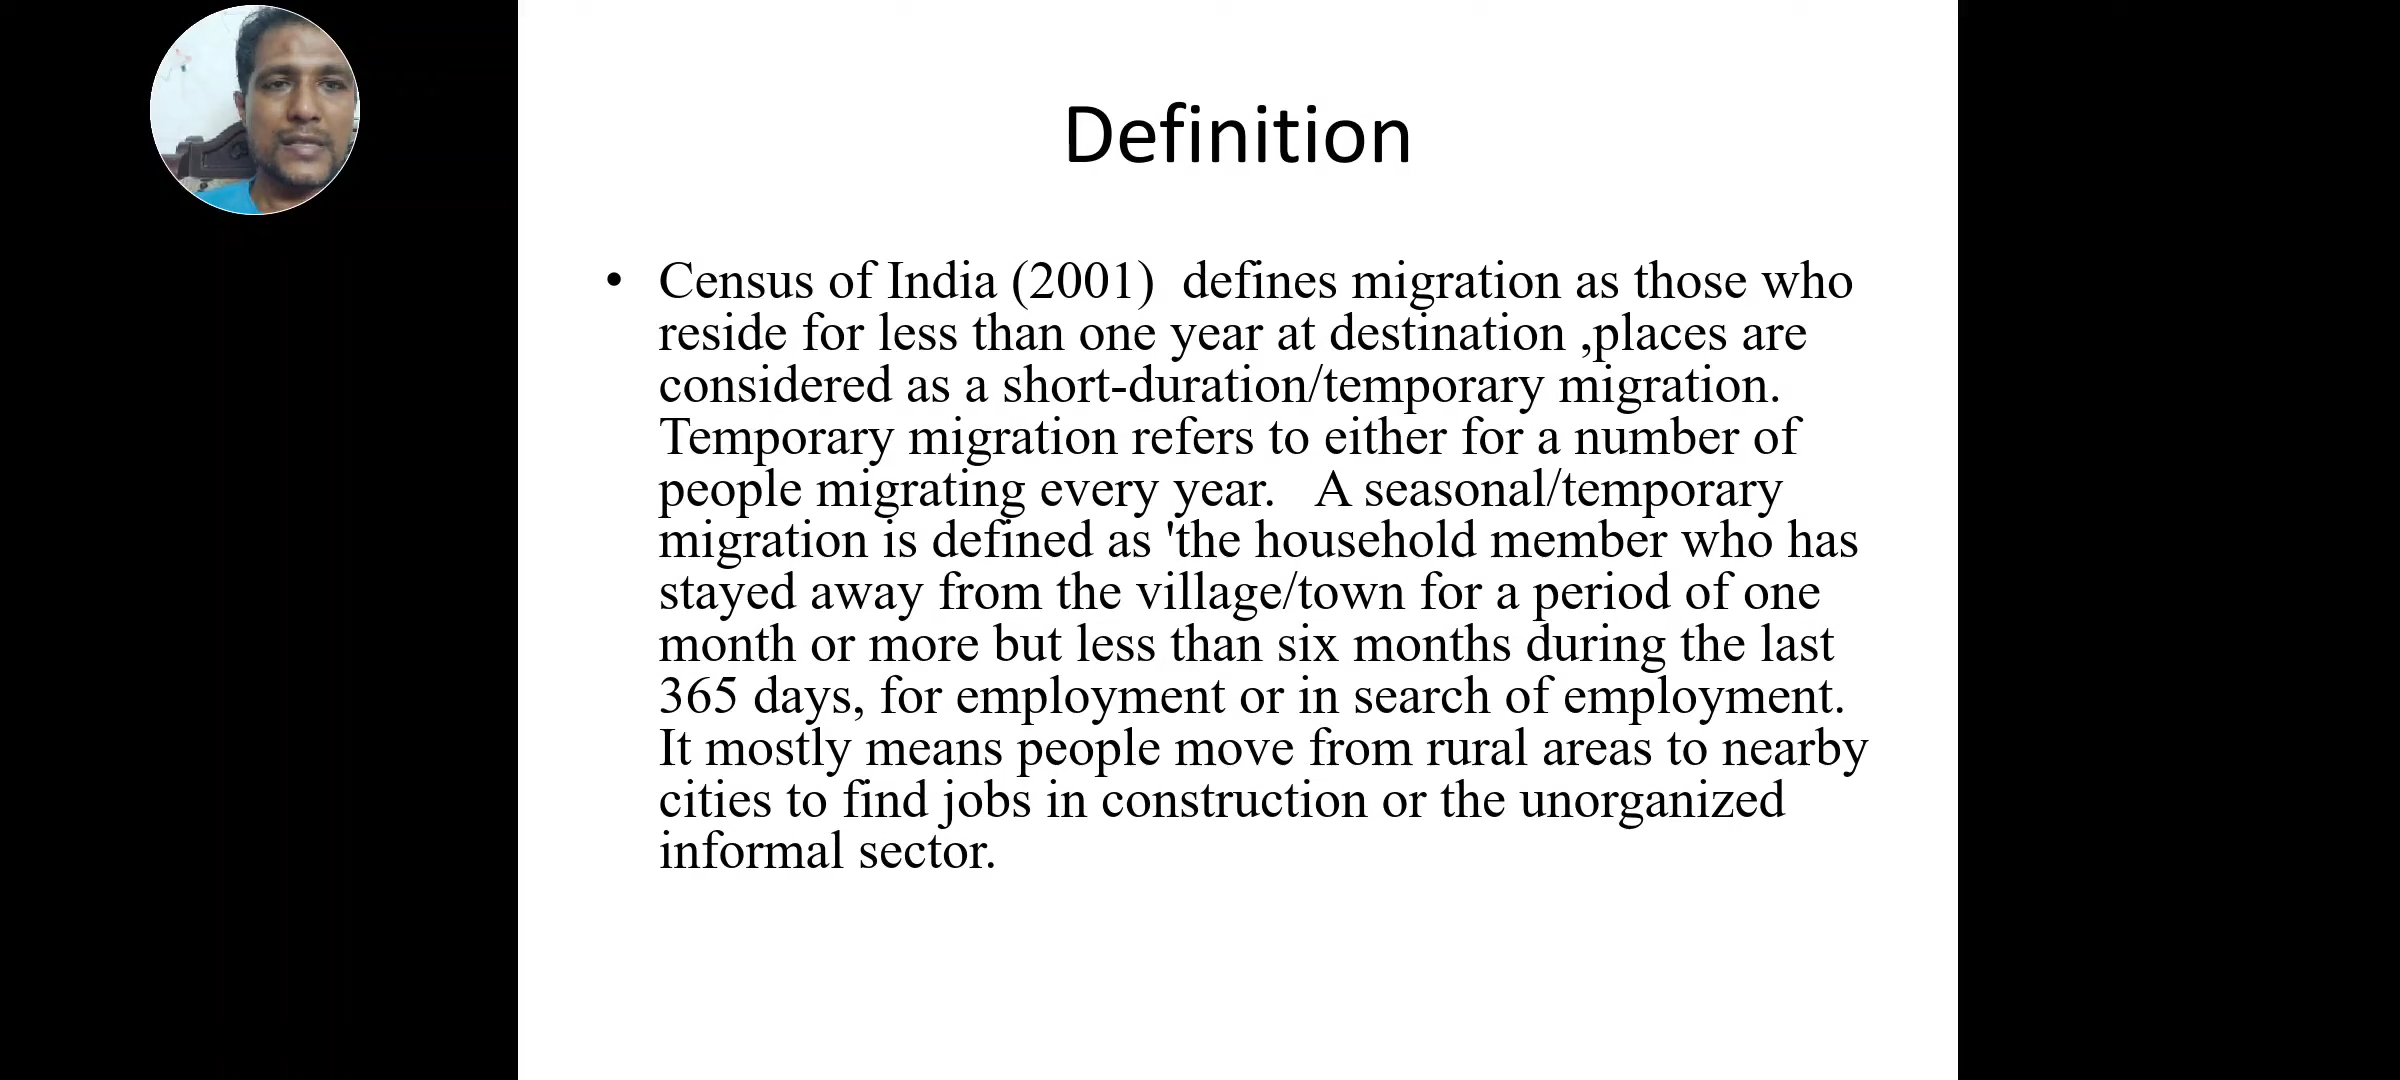 Definition
• Census of India (2001)  defines migration as those who
reside for less than one year at destination ,places are
considered as a short-duration/temporary migration.
Temporary migration refers to either for a number of
people migrating every year.   A seasonal/temporary
migration is defined as 'the household member who has
stayed away from the village/town for a period of one
month or more but less than six months during the last
365 days, for employment or in search of employment.
It mostly means people move from rural areas to nearby
cities to find jobs in construction or the unorganized
informal sector.